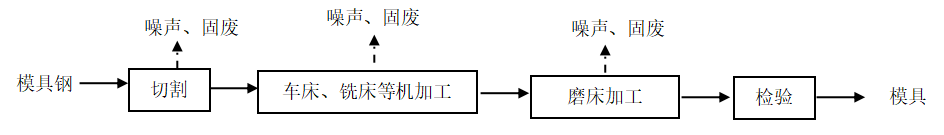 噪声、固废
噪声、固废
噪声、固废
模具钢
切割
车床、铣床等机加工
磨床加工
检验
模具